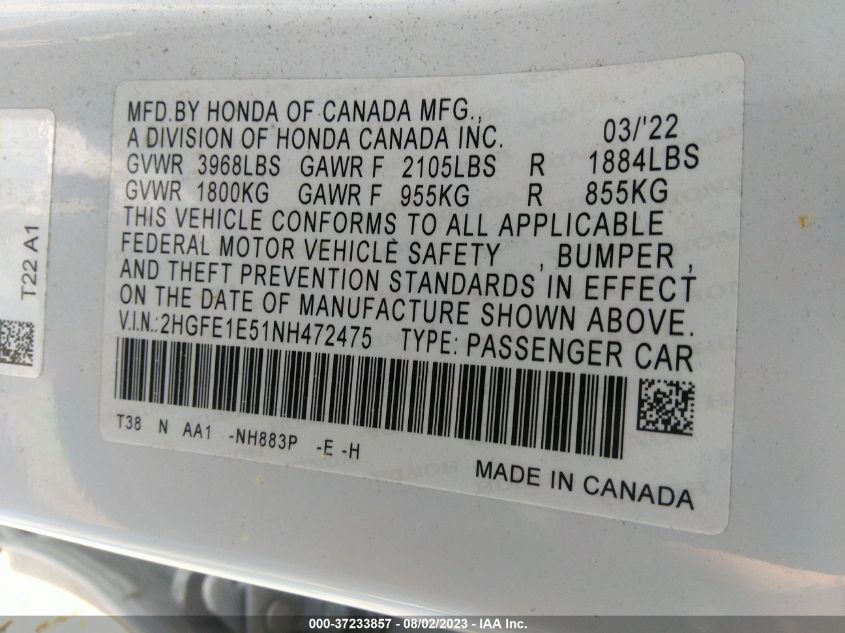 MFD.BY HONDA OF CANADA MFG.,
A DIVISION OF HONDA CANADA INC. 03/'22
GVWR 3968LBS GAWR F 2105LBS R 1884LBS
GVWR 1800KG GAWR F 955KG R 855KG
THIS VEHICLE CONFORMS TO ALL APPLICABLE
FEDERAL MOTOR VEHICLE SAFETY , BUMPER ,
AND THEFT PREVENTION STANDARDS IN EFFECT
ON THE DATE OF MANUFACTURE SHOWN ABOVE.
V.I.N.:2HGFE1E51NH472475 TYPE: PASSENGER CAR
T38 N AA1 -NH883P -E -H
MADE IN CANADA
T22 A1
000-37233857 - 08/02/2023 - IAA Inc.